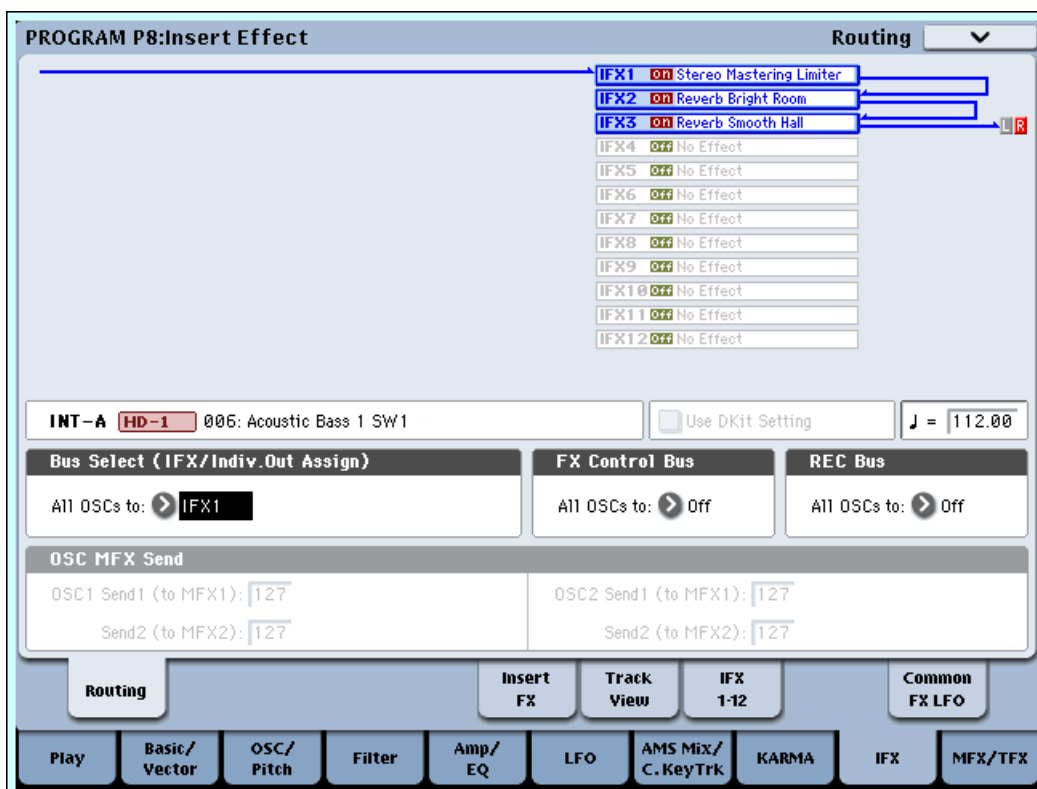 PROGRAM P8:Insert Effect Routing
IFX1 On Stereo Mastering Limiter
IFX2 On Reverb Bright Room
IFX3 On Reverb Smooth Hall L R
IFX4 Off No Effect
IFX5 Off No Effect
IFX6 Off No Effect
IFX7 Off No Effect
IFX8 Off No Effect
IFX9 Off No Effect
IFX10 Off No Effect
IFX11 Off No Effect
IFX12 Off No Effect
INT-A HD-1 006: Acoustic Bass 1 SW1 Use DKit Setting ♩ = 112.00
Bus Select (IFX/Indiv.Out Assign) FX Control Bus REC Bus
All OSCs to: IFX1 All OSCs to: Off All OSCs to: Off
OSC MFX Send
OSC1 Send1 (to MFX1): 127 OSC2 Send1 (to MFX1): 127
Send2 (to MFX2): 127 Send2 (to MFX2): 127
Routing Insert FX Track View IFX 1-12 Common FX LFO
Play Basic/Vector OSC/Pitch Filter Amp/EQ LFO AMS Mix/C.KeyTrk KARMA IFX MFX/TFX